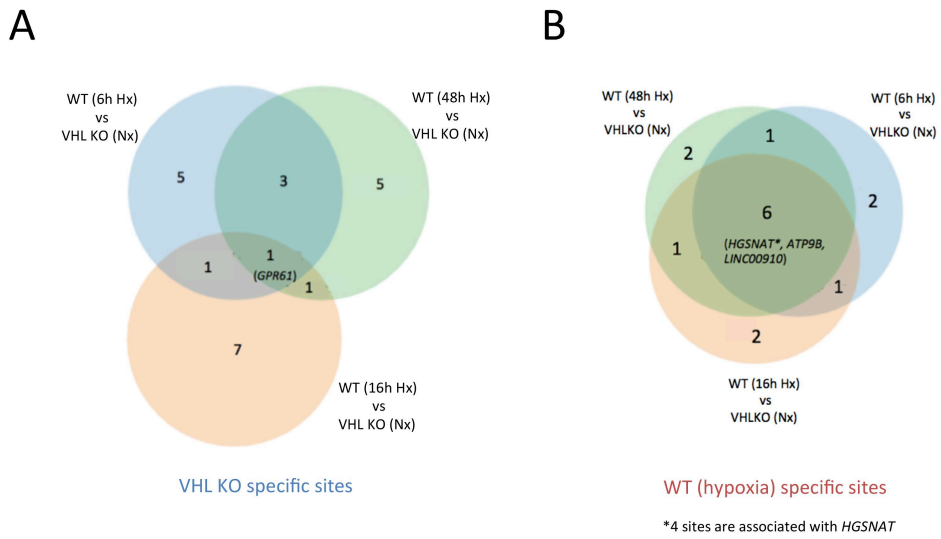 A
B
WT (6h Hx)
vs
VHL KO (Nx)
WT (48h Hx)
vs
VHL KO (Nx)
5
3
5
1
1
(GPR61)
1
7
WT (16h Hx)
vs
VHL KO (Nx)
VHL KO specific sites
WT (48h Hx)
vs
VHLKO (Nx)
WT (6h Hx)
vs
VHLKO (Nx)
1
2
2
6
(HGSNAT*, ATP9B,
LINC00910)
1
1
2
WT (16h Hx)
vs
VHLKO (Nx)
WT (hypoxia) specific sites
*4 sites are associated with HGSNAT